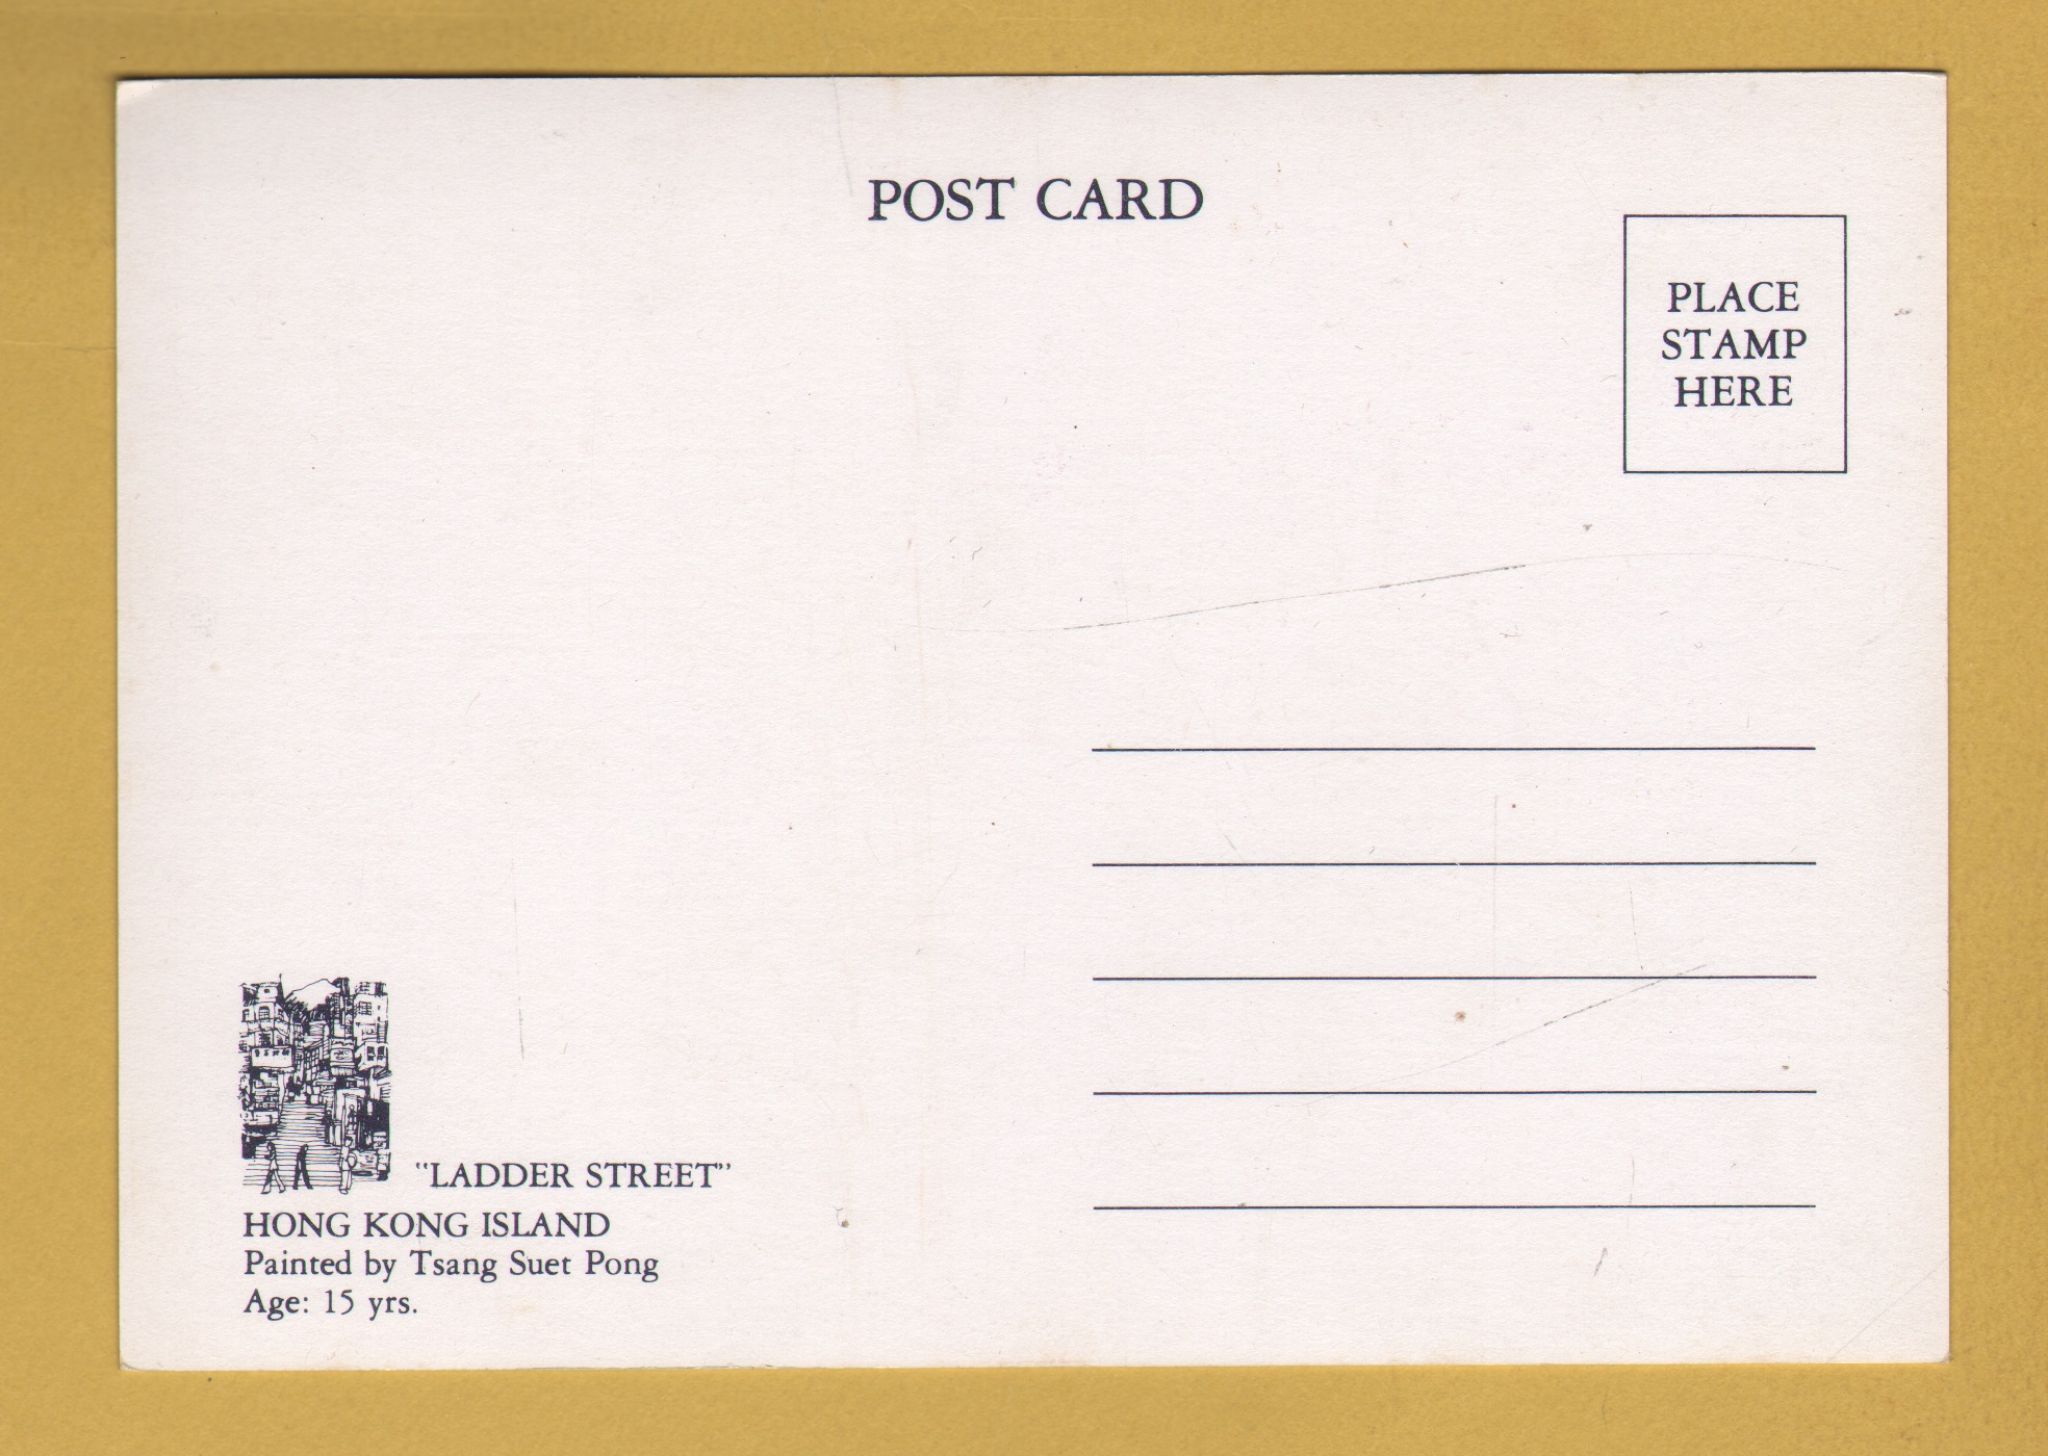 POST CARD
PLACE
STAMP
HERE
"LADDER STREET"
HONG KONG ISLAND
Painted by Tsang Suet Pong
Age: 15 yrs.